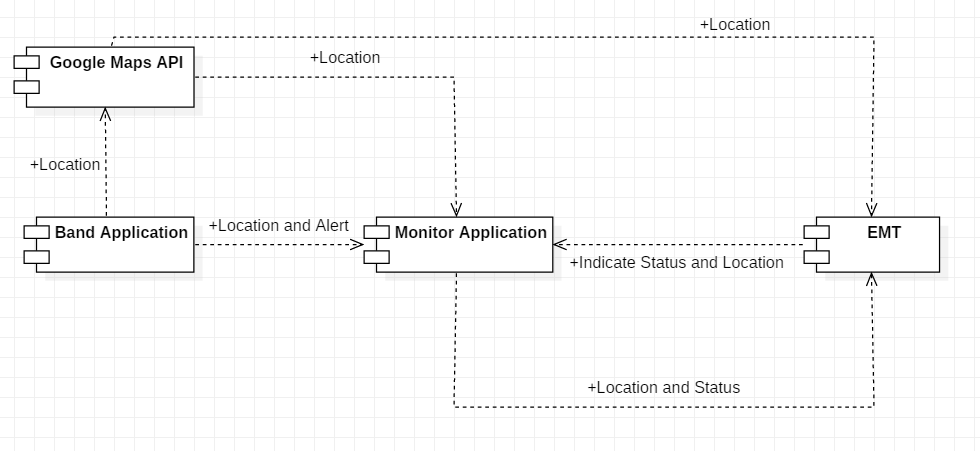 +Location
+Location
Google Maps API
+Location
+Location and Alert
Band Application
Monitor Application
EMT
+Indicate Status and Location
+Location and Status